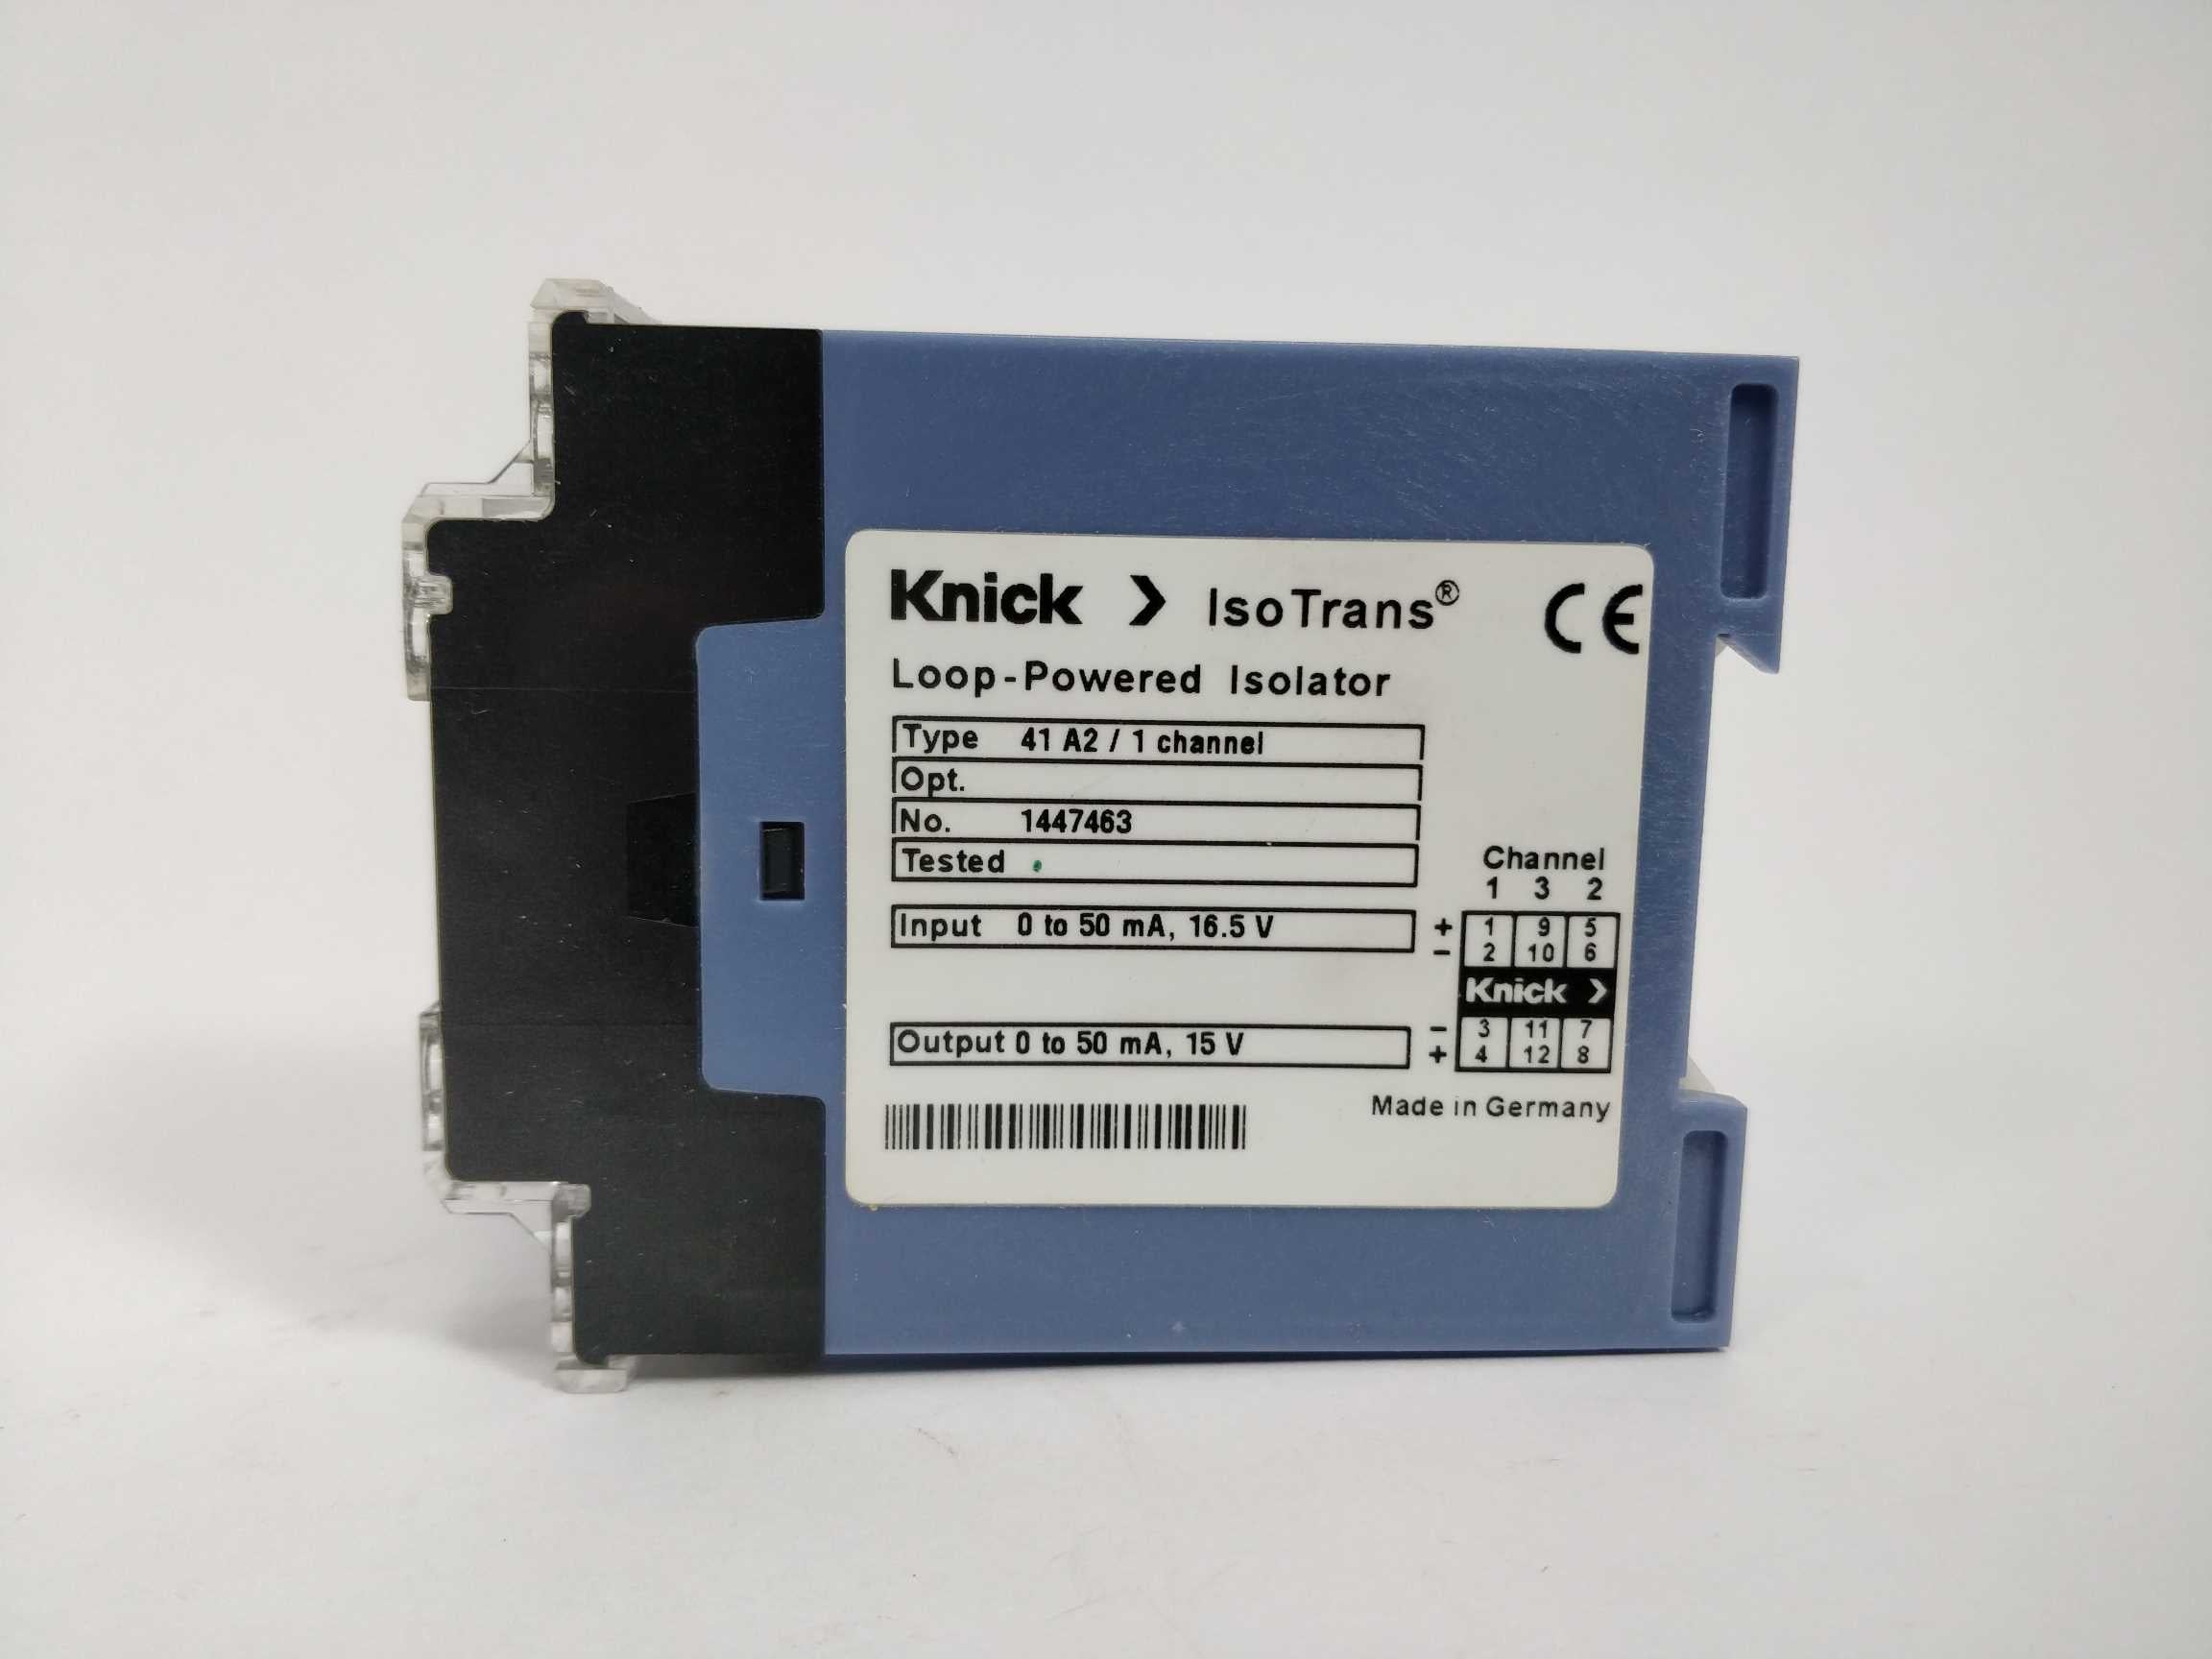 Knick > IsoTrans® CE
Loop-Powered Isolator
Type 41 A2 / 1 channel
Opt.
No. 1447463
Tested
Channel
1 3 2
Input 0 to 50 mA, 16.5 V + 1 9 5
- 2 10 6
Knick >
- 3 11 7
Output 0 to 50 mA, 15 V + 4 12 8
Made in Germany